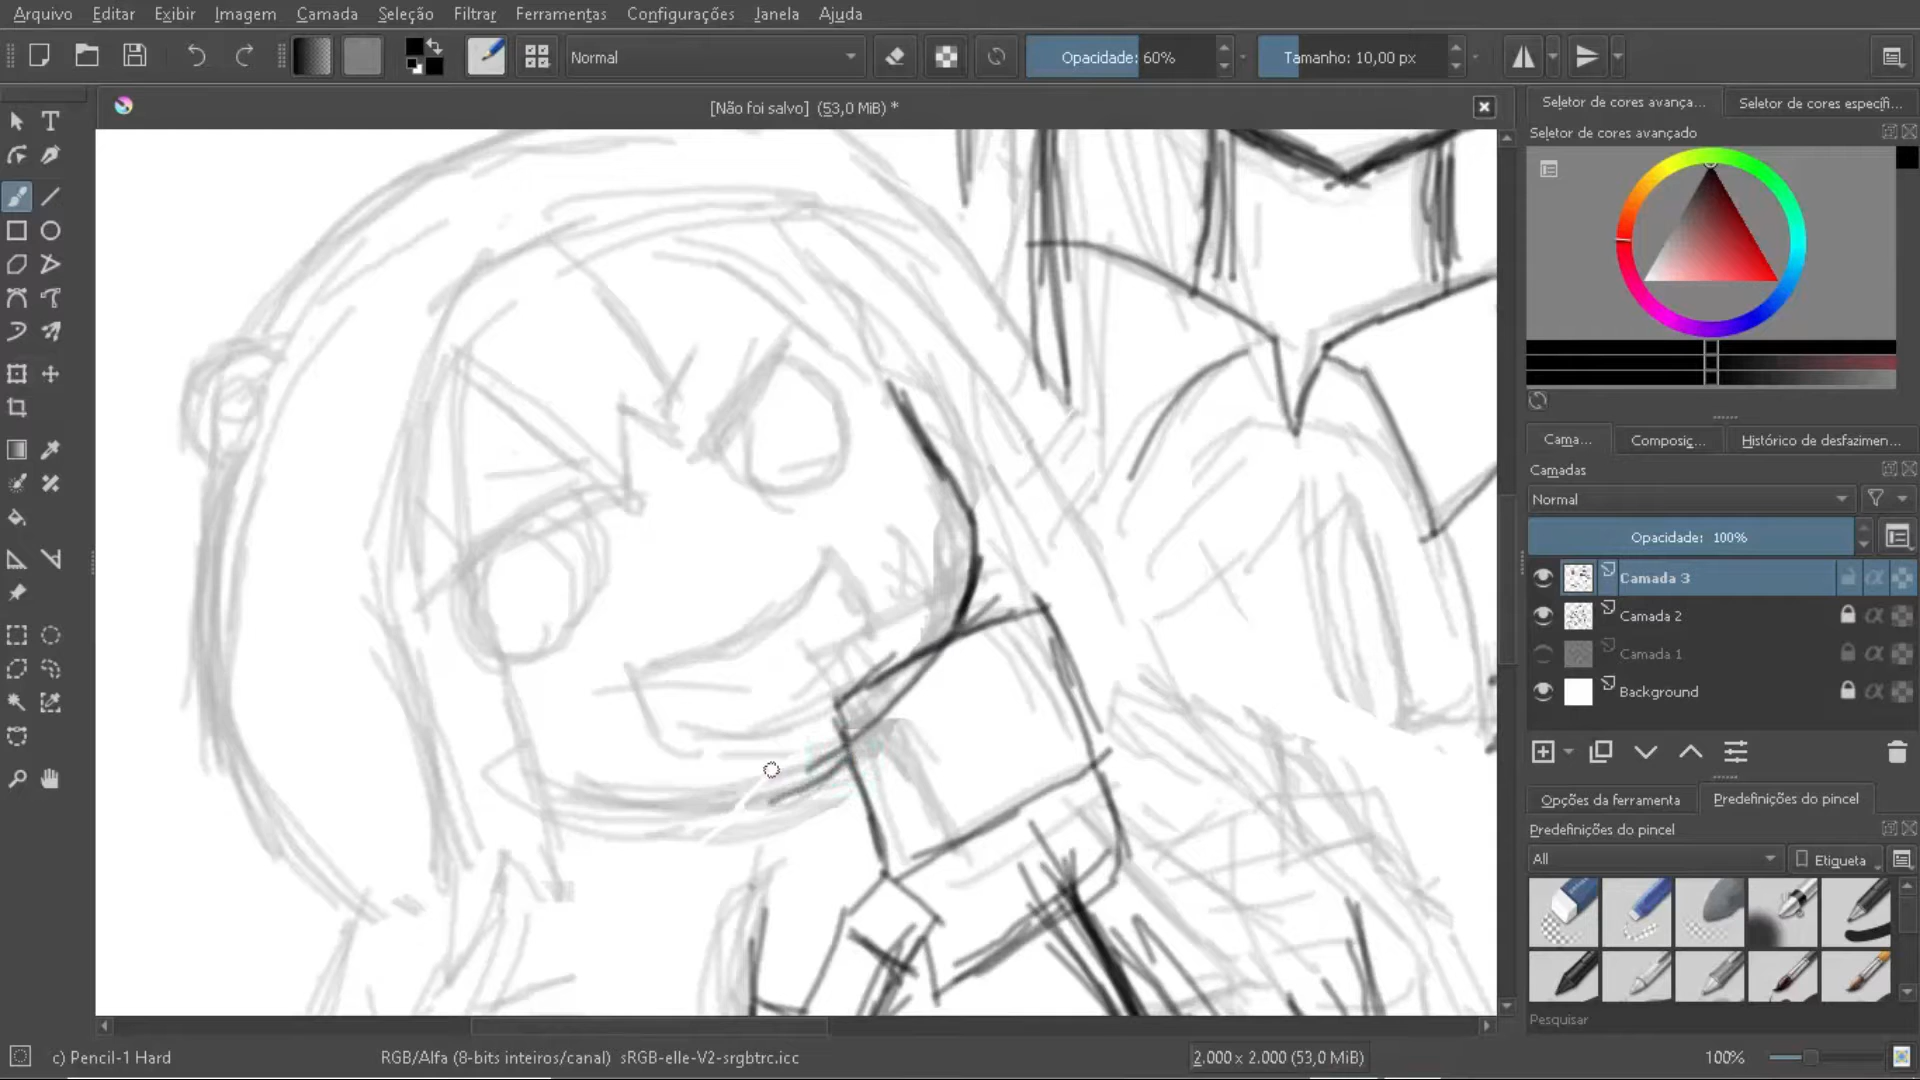 Arquivo Editar Exibir Imagem Camada Seleção Filtrar Ferramentas Configurações Janela Ajuda
Normal Opacidade: 60% Tamanho: 10,00 px
[Não foi salvo] (53,0 MiB) *
Seletor de cores avança... Seletor de cores específi...
Seletor de cores avançado
Cama... Composiç... Histórico de desfazimen...
Camadas
Normal
Opacidade: 100%
Camada 3
Camada 2
Camada 1
Background
Opções da ferramenta Predefinições do pincel
Predefinições do pincel
All Etiqueta
Pesquisar
c) Pencil-1 Hard RGB/Alfa (8-bits inteiros/canal) sRGB-elle-V2-srgbtrc.icc 2.000 x 2.000 (53,0 MiB) 100%